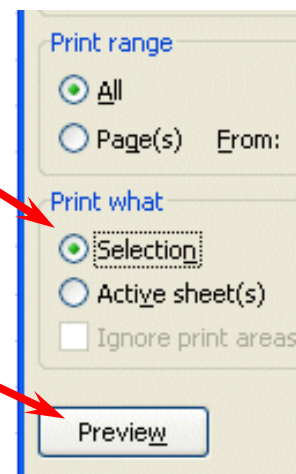 Print range
All
Page(s) From:
Print what
Selection
Active sheet(s)
Ignore print areas
Preview